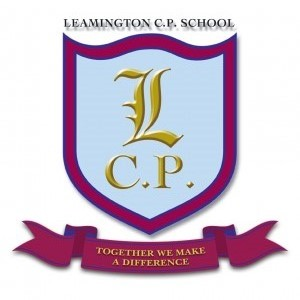 LEAMINGTON C.P. SCHOOL
L
C.P.
TOGETHER WE MAKE
A DIFFERENCE